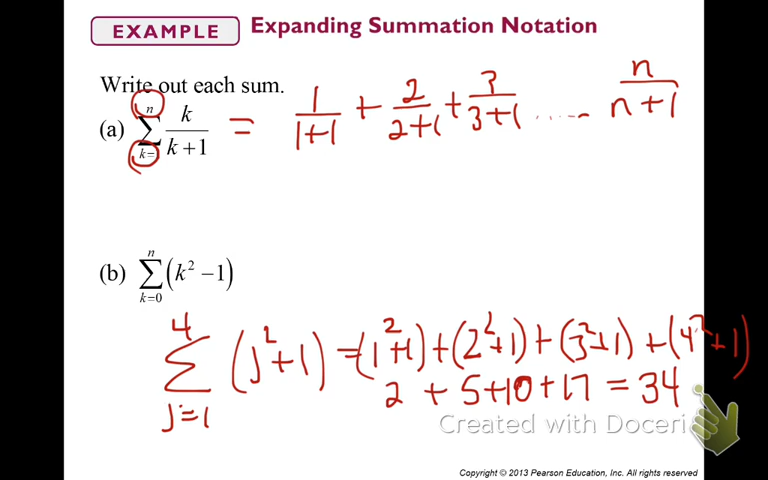 EXAMPLE Expanding Summation Notation
Write out each sum.
(a) n ∑ k= k/(k+1) = 1/(1+1) + 2/(2+1) + 3/(3+1) ...... n/(n+1)
(b) n ∑ k=0 (k² −1)
4 ∑ j=1 (j²+1) = (1²+1) + (2²+1) + (3²+1) + (4²+1)
2 + 5+10+17 = 34
Created with Doceri
Copyright © 2013 Pearson Education, Inc. All rights reserved